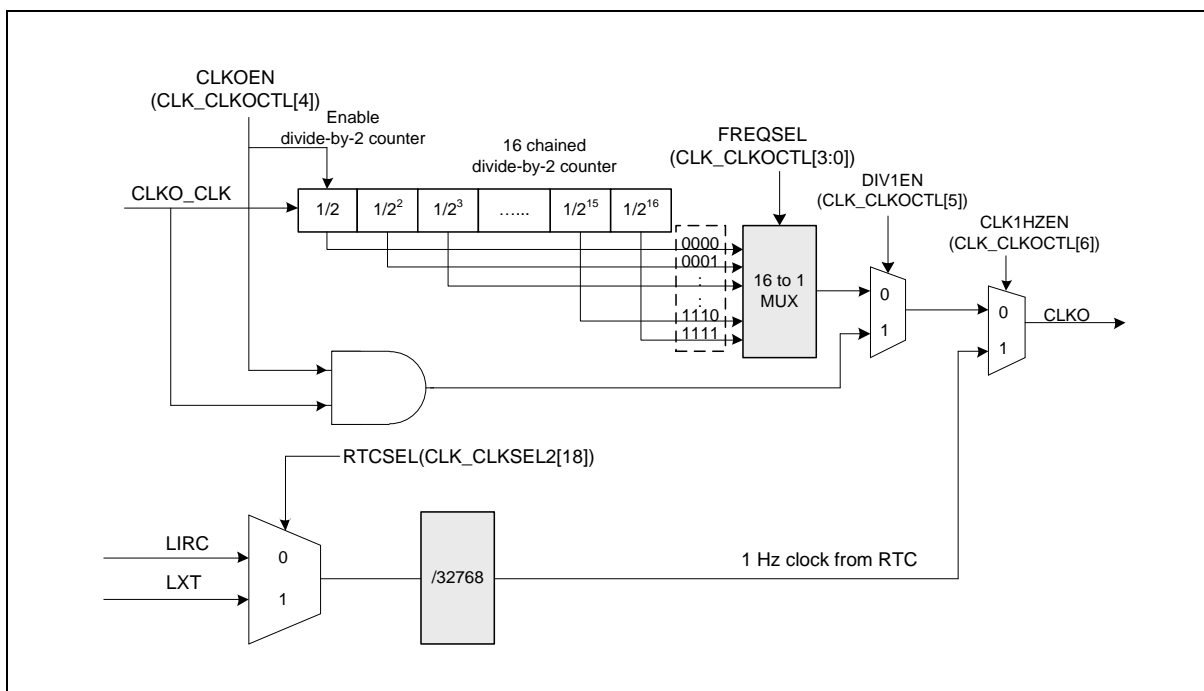 CLKOEN
(CLK_CLKOCTL[4])
Enable
divide-by-2 counter
16 chained
divide-by-2 counter
FREQSEL
(CLK_CLKOCTL[3:0])
DIV1EN
(CLK_CLKOCTL[5])
CLK1HZEN
(CLK_CLKOCTL[6])
CLKO_CLK
1/2
1/2²
1/2³
…...
1/2¹⁵
1/2¹⁶
0000
0001
:
:
1110
1111
16 to 1
MUX
0
1
0
1
CLKO
RTCSEL(CLK_CLKSEL2[18])
LIRC
LXT
0
1
/32768
1 Hz clock from RTC